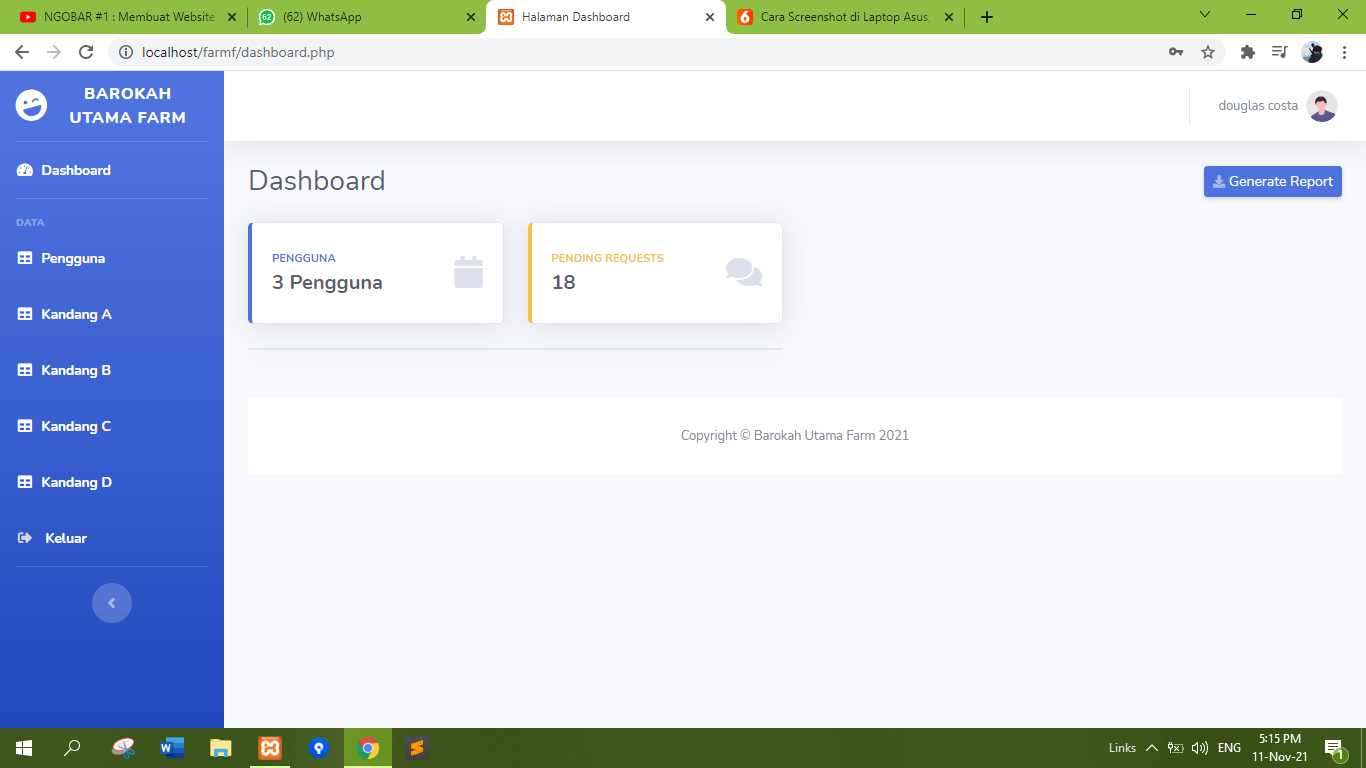 NGOBAR #1 : Membuat Website
(62) WhatsApp
Halaman Dashboard
Cara Screenshot di Laptop Asus,
localhost/farmf/dashboard.php
BAROKAH
UTAMA FARM
douglas costa
Dashboard
Dashboard
Generate Report
DATA
Pengguna
Kandang A
Kandang B
Kandang C
Kandang D
Keluar
PENGGUNA
3 Pengguna
PENDING REQUESTS
18
Copyright © Barokah Utama Farm 2021
Links
ENG
5:15 PM
11-Nov-21
1